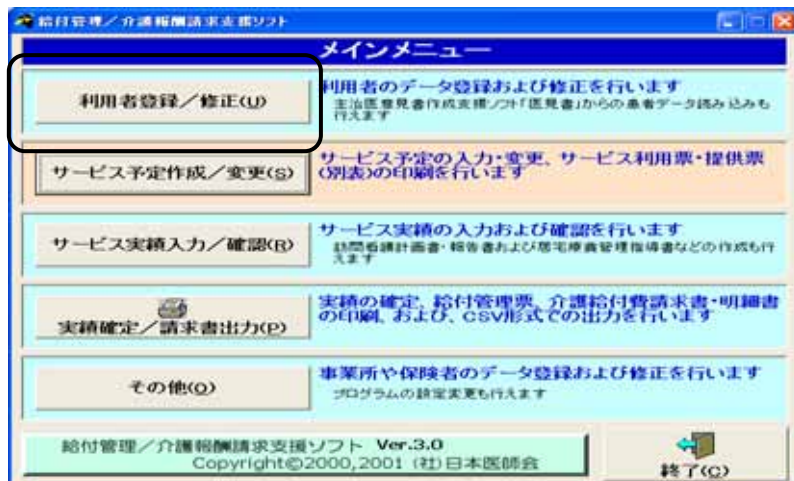 給付管理／介護報酬請求支援ソフト
メインメニュー
利用者登録／修正(U)
利用者のデータ登録および修正を行います
主治医意見書作成支援ソフト「医見書」からの患者データ読み込みも
行えます
サービス予定作成／変更(S)
サービス予定の入力・変更、サービス利用票・提供票
(別表)の印刷を行います
サービス実績入力／確認(R)
サービス実績の入力および確認を行います
訪問看護計画書・報告書および居宅療養管理指導書などの作成も行
えます
実績確定／請求書出力(P)
実績の確定、給付管理票、介護給付費請求書・明細書
の印刷、および、CSV形式での出力を行います
その他(O)
事業所や保険者のデータ登録および修正を行います
プログラムの設定変更も行えます
給付管理／介護報酬請求支援ソフト Ver.3.0
Copyright©2000,2001 (社)日本医師会
終了(C)